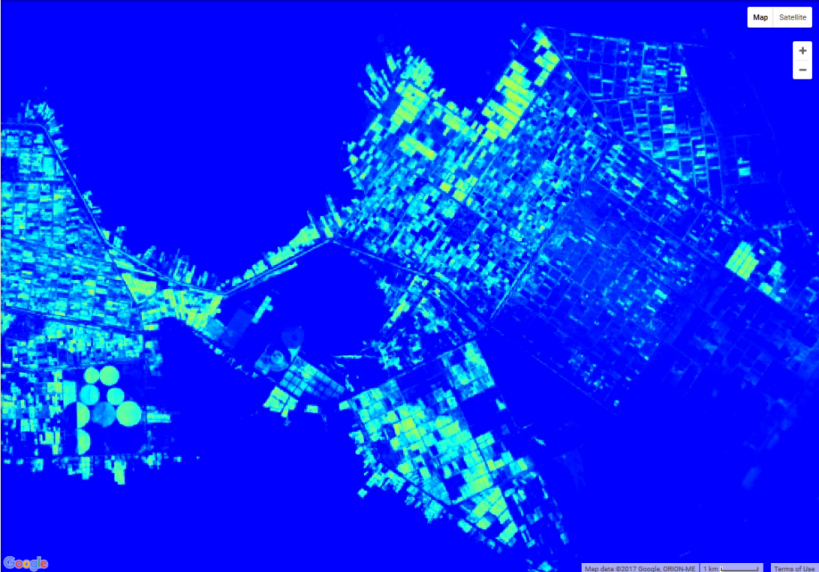 Map Satellite
+
−
Google
Map data ©2017 Google, ORION-ME 1 km Terms of Use